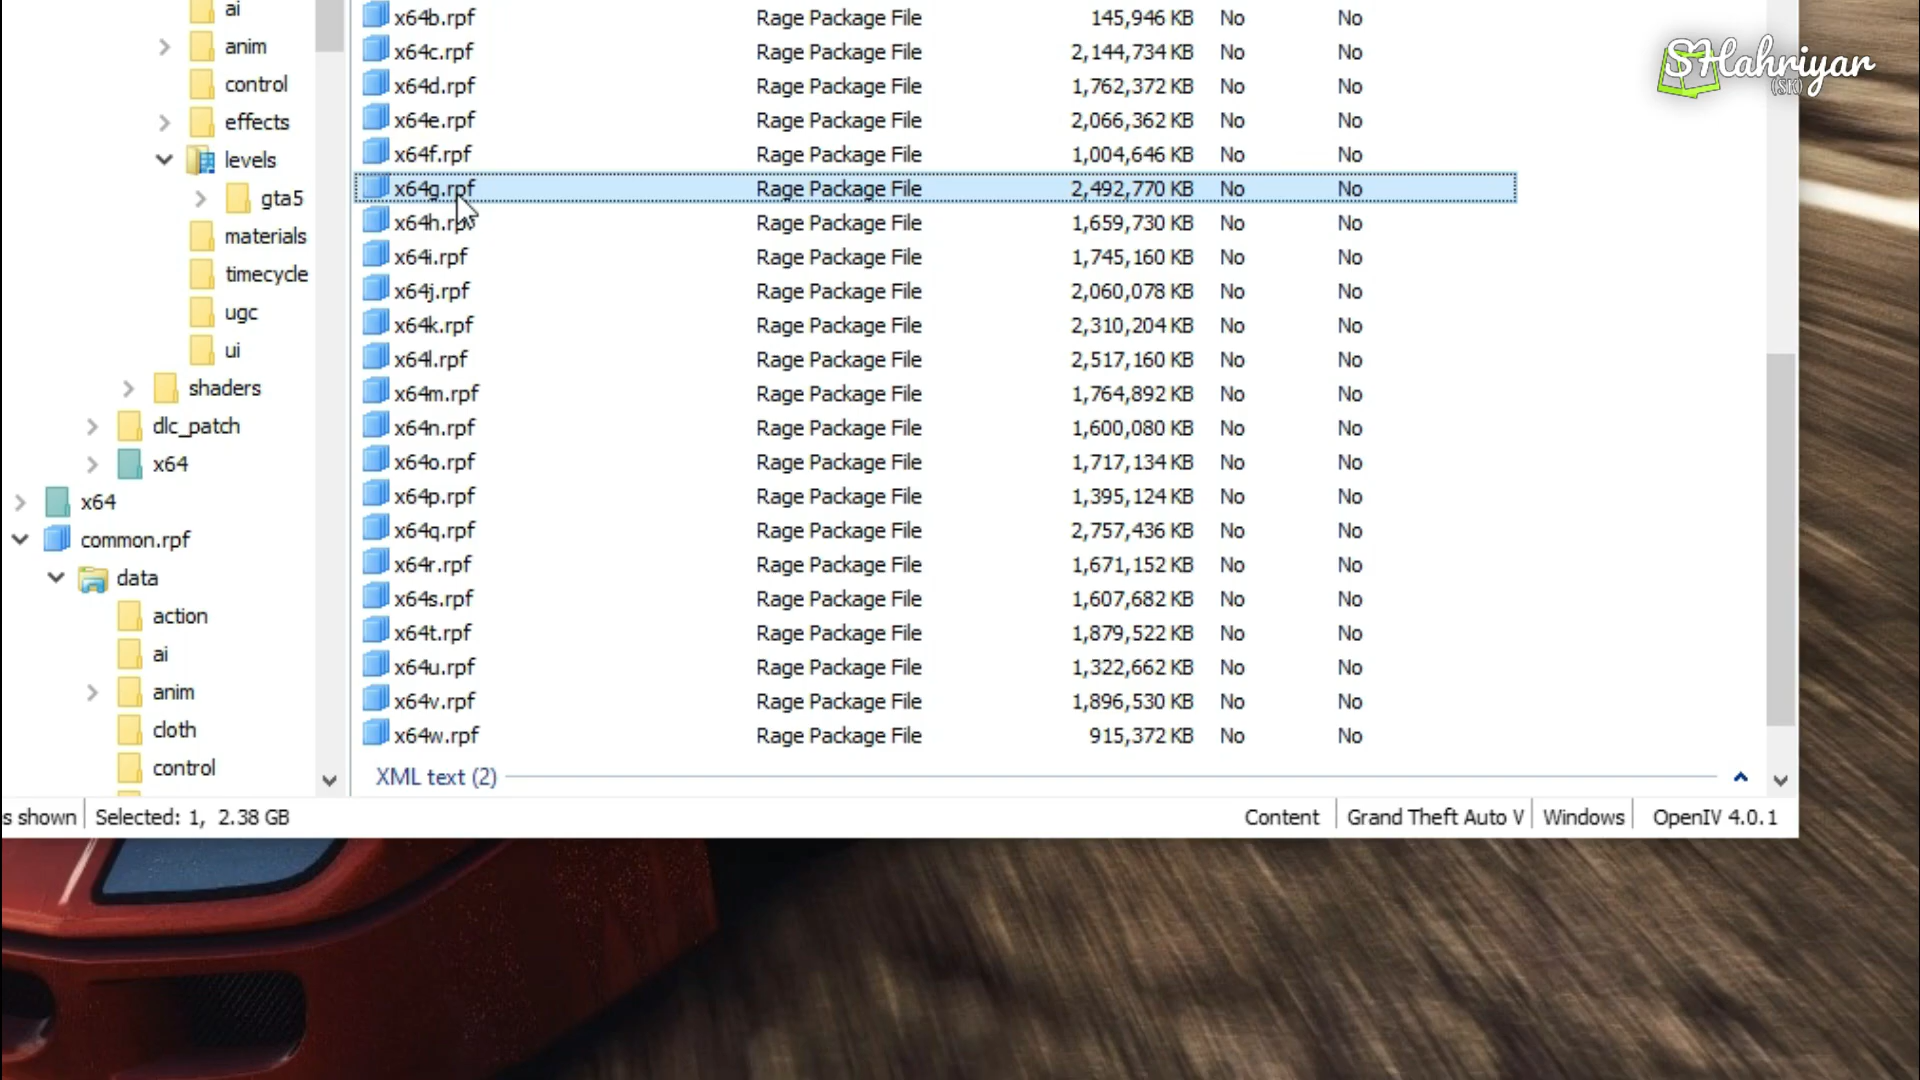 SHahriyar
(SK)
ai
anim
control
effects
levels
gta5
materials
timecycle
ugc
ui
shaders
dlc_patch
x64
x64
common.rpf
data
action
ai
anim
cloth
control
x64b.rpf Rage Package File 145,946 KB No No
x64c.rpf Rage Package File 2,144,734 KB No No
x64d.rpf Rage Package File 1,762,372 KB No No
x64e.rpf Rage Package File 2,066,362 KB No No
x64f.rpf Rage Package File 1,004,646 KB No No
x64g.rpf Rage Package File 2,492,770 KB No No
x64h.rpf Rage Package File 1,659,730 KB No No
x64i.rpf Rage Package File 1,745,160 KB No No
x64j.rpf Rage Package File 2,060,078 KB No No
x64k.rpf Rage Package File 2,310,204 KB No No
x64l.rpf Rage Package File 2,517,160 KB No No
x64m.rpf Rage Package File 1,764,892 KB No No
x64n.rpf Rage Package File 1,600,080 KB No No
x64o.rpf Rage Package File 1,717,134 KB No No
x64p.rpf Rage Package File 1,395,124 KB No No
x64q.rpf Rage Package File 2,757,436 KB No No
x64r.rpf Rage Package File 1,671,152 KB No No
x64s.rpf Rage Package File 1,607,682 KB No No
x64t.rpf Rage Package File 1,879,522 KB No No
x64u.rpf Rage Package File 1,322,662 KB No No
x64v.rpf Rage Package File 1,896,530 KB No No
x64w.rpf Rage Package File 915,372 KB No No
XML text (2)
s shown Selected: 1, 2.38 GB Content Grand Theft Auto V Windows OpenIV 4.0.1